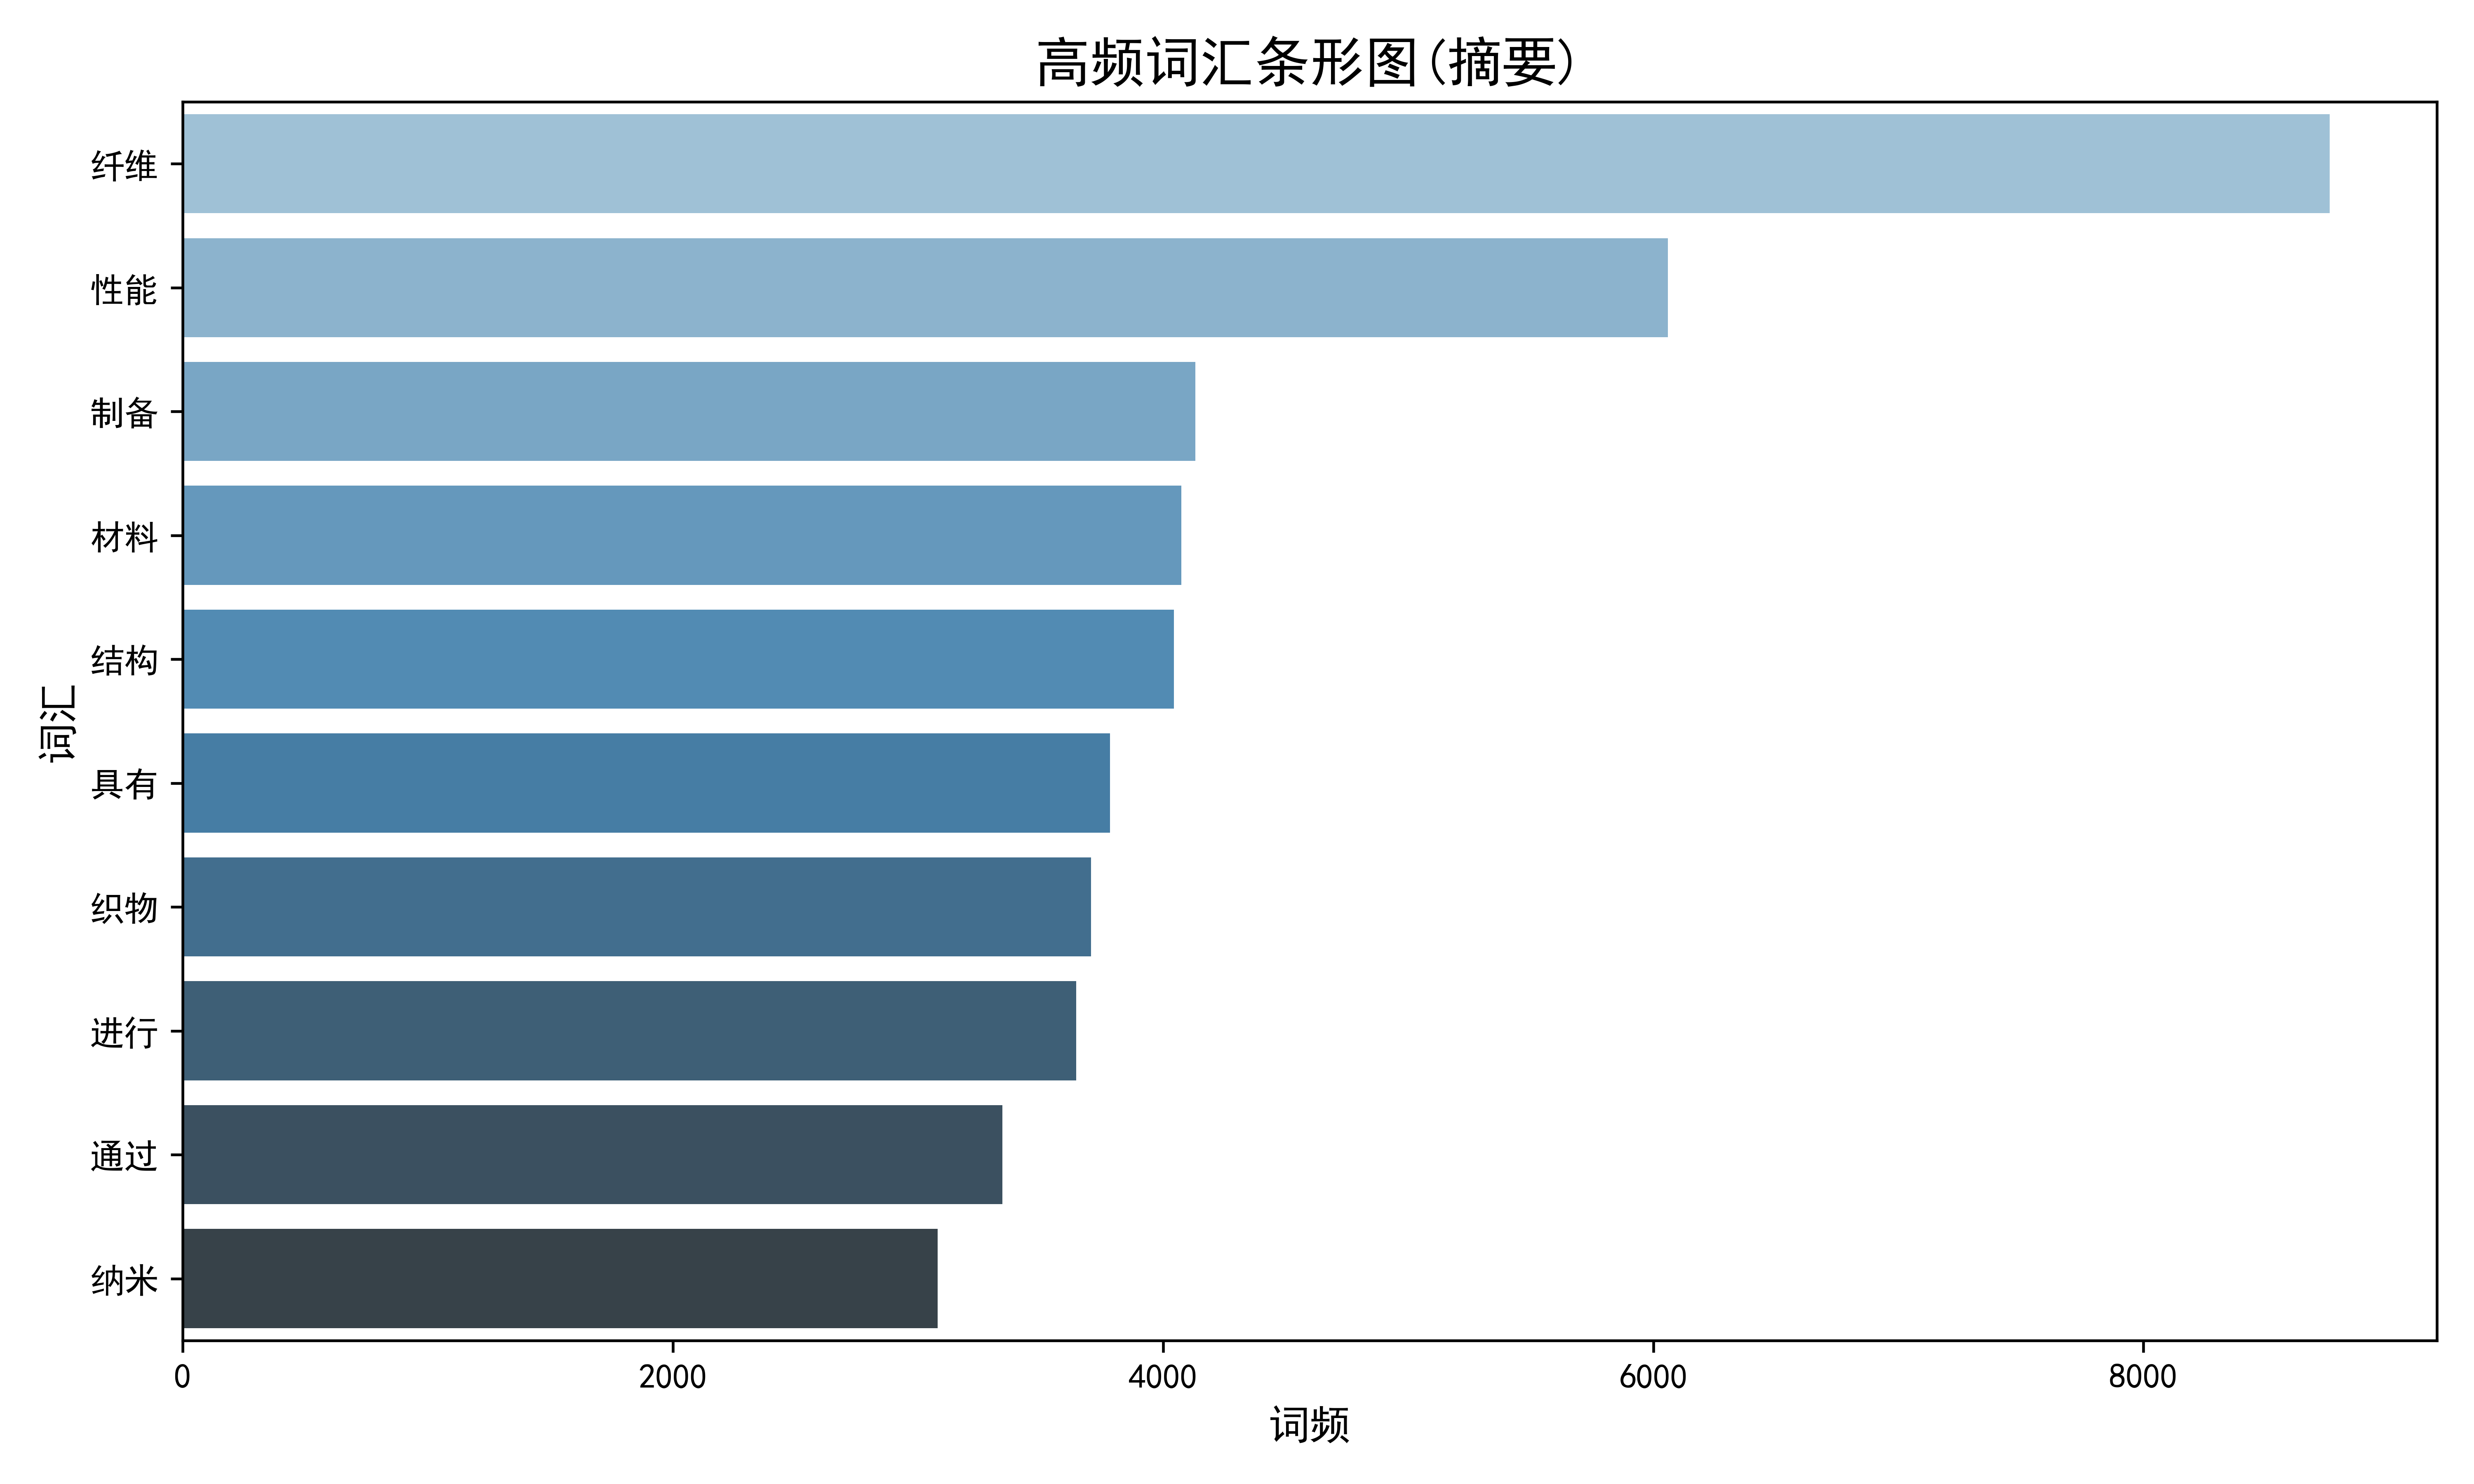 高频词汇条形图(摘要)
纤维
性能
制备
材料
结构
词汇
具有
织物
进行
通过
纳米
0 2000 4000 6000 8000
词频